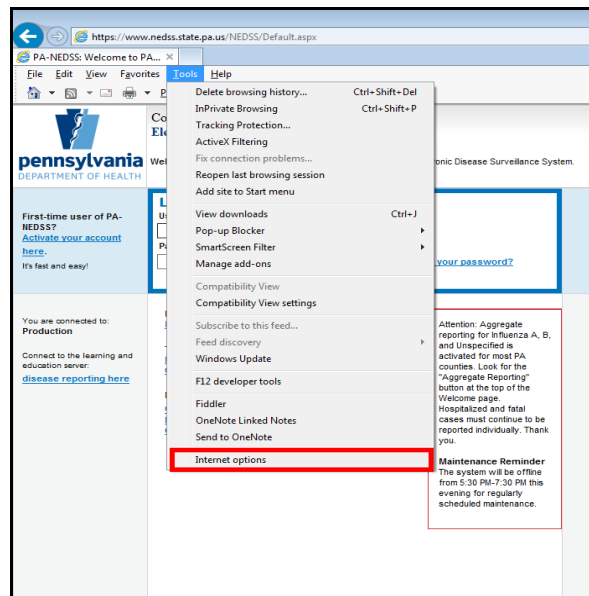 https://www.nedss.state.pa.us/NEDSS/Default.aspx
PA-NEDSS: Welcome to PA...
File Edit View Favorites Tools Help
Delete browsing history... Ctrl+Shift+Del
InPrivate Browsing Ctrl+Shift+P
Tracking Protection...
ActiveX Filtering
Fix connection problems...
Reopen last browsing session
Add site to Start menu
View downloads Ctrl+J
Pop-up Blocker
SmartScreen Filter
Manage add-ons
Compatibility View
Compatibility View settings
Subscribe to this feed...
Feed discovery
Windows Update
F12 developer tools
Fiddler
OneNote Linked Notes
Send to OneNote
Internet options
pennsylvania
DEPARTMENT OF HEALTH
Co
Ele
Wel
onic Disease Surveillance System.
First-time user of PA-
NEDSS?
Activate your account
here.
It's fast and easy!
L
Us
Pa
your password?
You are connected to:
Production
Connect to the learning and
education server:
disease reporting here
Attention: Aggregate
reporting for Influenza A, B,
and Unspecified is
activated for most PA
counties. Look for the
"Aggregate Reporting"
button at the top of the
Welcome page.
Hospitalized and fatal
cases must continue to be
reported individually. Thank
you.
Maintenance Reminder
The system will be offline
from 5:30 PM-7:30 PM this
evening for regularly
scheduled maintenance.